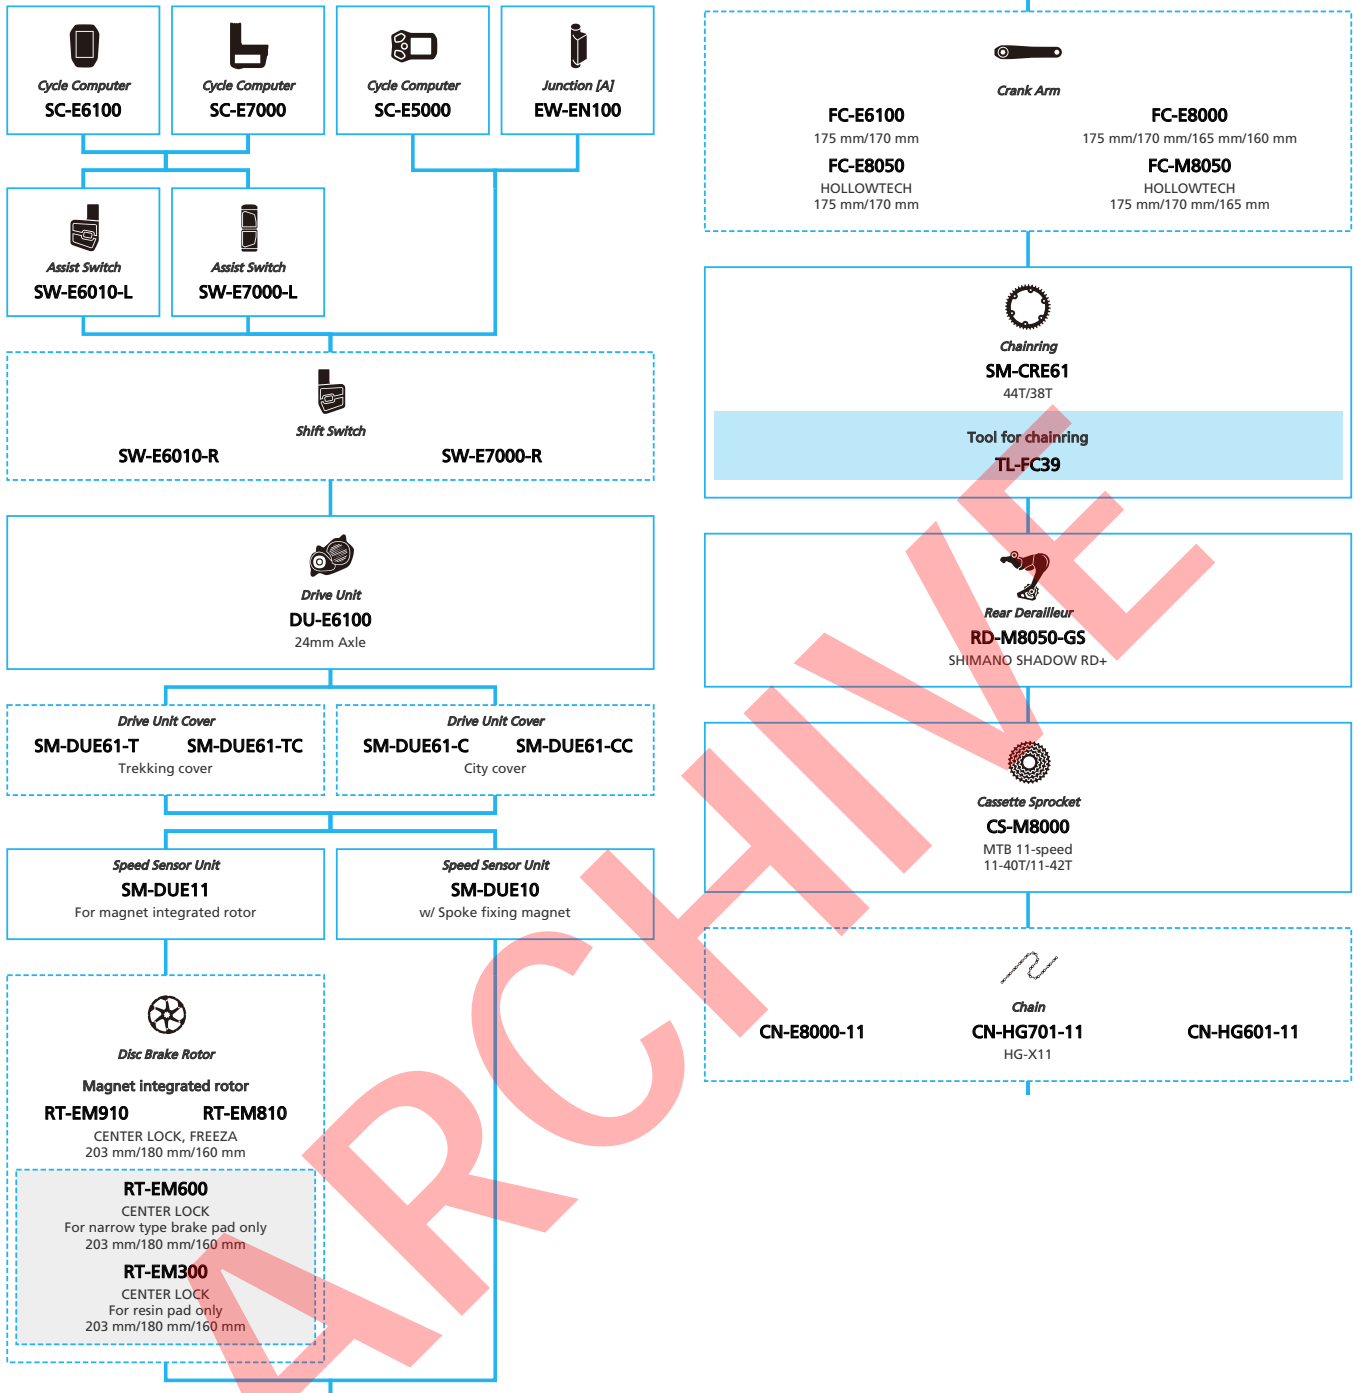 Cycle Computer
SC-E6100
Cycle Computer
SC-E7000
Cycle Computer
SC-E5000
Junction [A]
EW-EN100
Assist Switch
SW-E6010-L
Assist Switch
SW-E7000-L
Shift Switch
SW-E6010-R
SW-E7000-R
Drive Unit
DU-E6100
24mm Axle
Drive Unit Cover
SM-DUE61-T
SM-DUE61-TC
Trekking cover
Drive Unit Cover
SM-DUE61-C
SM-DUE61-CC
City cover
Speed Sensor Unit
SM-DUE11
For magnet integrated rotor
Speed Sensor Unit
SM-DUE10
w/ Spoke fixing magnet
Disc Brake Rotor
Magnet integrated rotor
RT-EM910
RT-EM810
CENTER LOCK, FREEZA
203 mm/180 mm/160 mm
RT-EM600
CENTER LOCK
For narrow type brake pad only
203 mm/180 mm/160 mm
RT-EM300
CENTER LOCK
For resin pad only
203 mm/180 mm/160 mm
Crank Arm
FC-E6100
175 mm/170 mm
FC-E8000
175 mm/170 mm/165 mm/160 mm
FC-E8050
HOLLOWTECH
175 mm/170 mm
FC-M8050
HOLLOWTECH
175 mm/170 mm/165 mm
Chainring
SM-CRE61
44T/38T
Tool for chainring
TL-FC39
Rear Derailleur
RD-M8050-GS
SHIMANO SHADOW RD+
Cassette Sprocket
CS-M8000
MTB 11-speed
11-40T/11-42T
Chain
CN-E8000-11
CN-HG701-11
HG-X11
CN-HG601-11
ARCHIVE